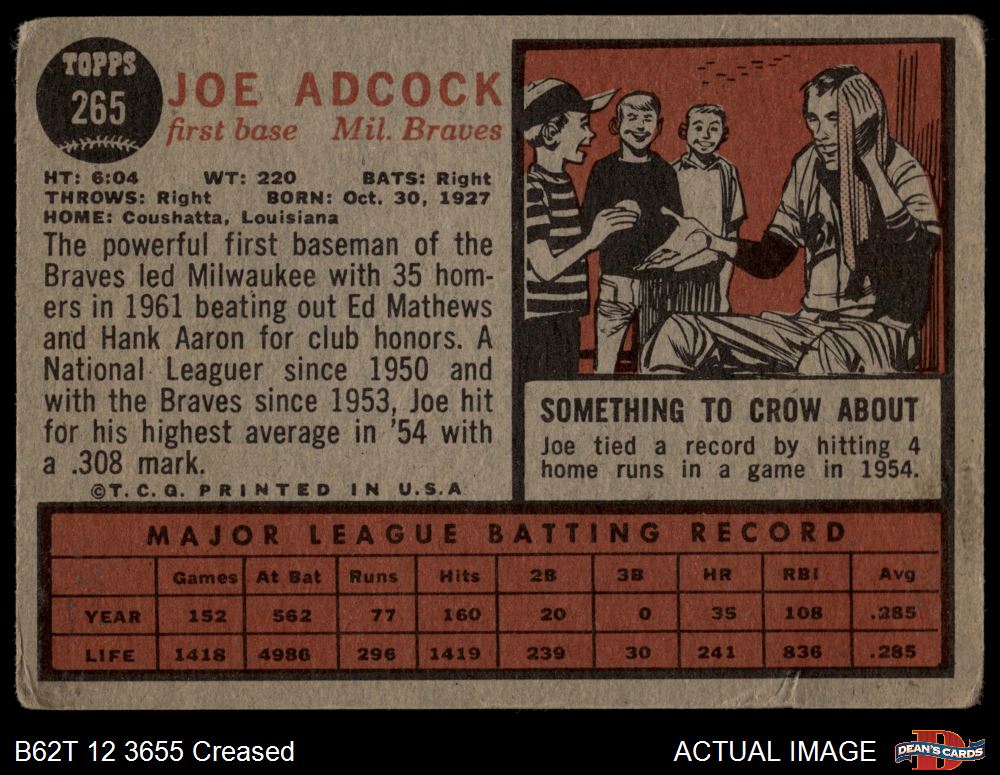 TOPPS
265
JOE ADCOCK
first base Mil. Braves
HT: 6:04 WT: 220 BATS: Right
THROWS: Right BORN: Oct. 30, 1927
HOME: Coushatta, Louisiana
The powerful first baseman of the
Braves led Milwaukee with 35 hom-
ers in 1961 beating out Ed Mathews
and Hank Aaron for club honors. A
National Leaguer since 1950 and
with the Braves since 1953, Joe hit
for his highest average in '54 with
a .308 mark.
©T. C. G. PRINTED IN U.S.A
SOMETHING TO CROW ABOUT
Joe tied a record by hitting 4
home runs in a game in 1954.
MAJOR LEAGUE BATTING RECORD
Games At Bat Runs Hits 2B 3B HR RBI Avg
YEAR 152 562 77 160 20 0 35 108 .285
LIFE 1418 4986 296 1419 239 30 241 836 .285
B62T 12 3655 Creased
ACTUAL IMAGE
D
DEAN'S CARDS